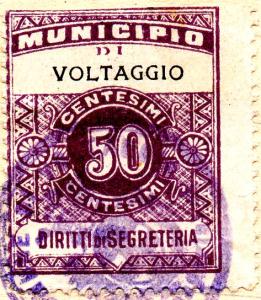 MUNICIPIO
DI
VOLTAGGIO
CENTESIMI
50
CENTESIMI
DIRITTI DI SEGRETERIA